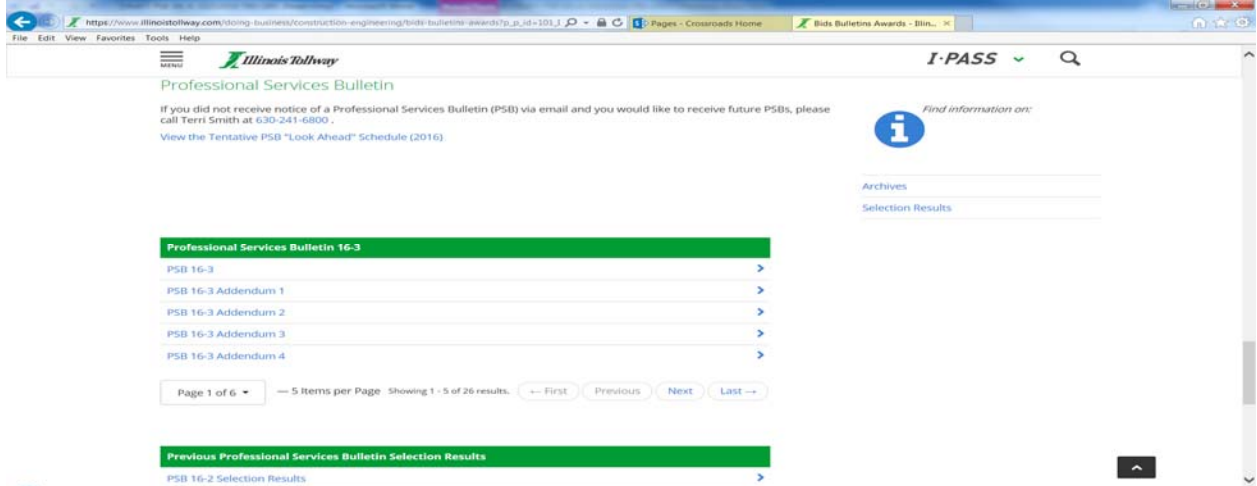 https://www.illinoistollway.com/doing-business/construction-engineering/bids-bulletins-awards?p_p_id=101_I
Pages - Crossroads Home
Bids Bulletins Awards - Illin...
File Edit View Favorites Tools Help
MENU
Illinois Tollway
I·PASS
Professional Services Bulletin
If you did not receive notice of a Professional Services Bulletin (PSB) via email and you would like to receive future PSBs, please
call Terri Smith at 630-241-6800 .
View the Tentative PSB "Look Ahead" Schedule (2016)
Find information on:
Archives
Selection Results
Professional Services Bulletin 16-3
PSB 16-3
PSB 16-3 Addendum 1
PSB 16-3 Addendum 2
PSB 16-3 Addendum 3
PSB 16-3 Addendum 4
Page 1 of 6 — 5 Items per Page Showing 1 - 5 of 26 results. ← First Previous Next Last →
Previous Professional Services Bulletin Selection Results
PSB 16-2 Selection Results